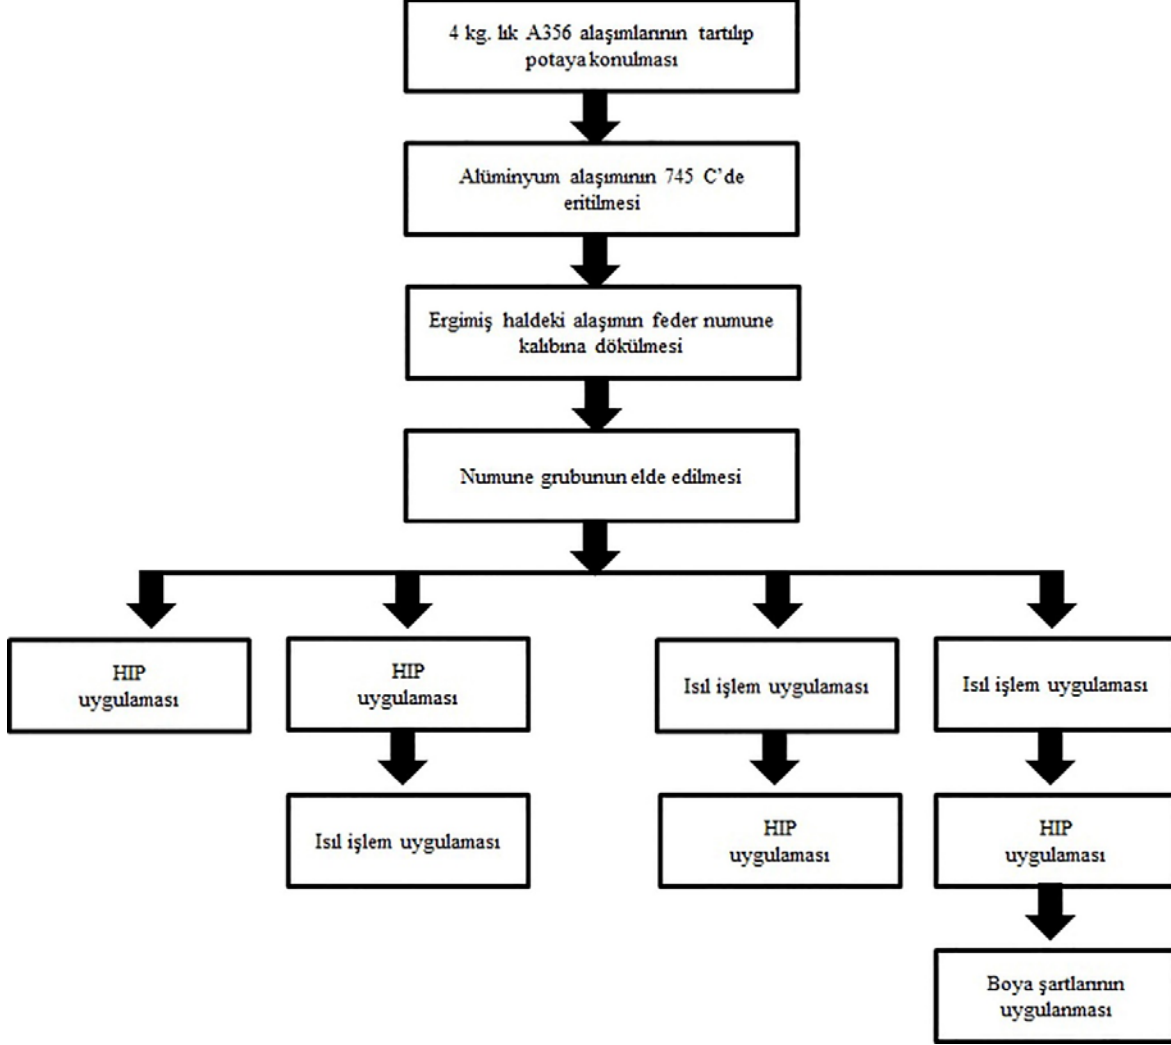 4 kg. lık A356 alaşımlarının tartılıp
potaya konulması
Alüminyum alaşımının 745 C’de
eritilmesi
Ergimiş haldeki alaşımın feder numune
kalıbına dökülmesi
Numune grubunun elde edilmesi
HIP
uygulaması
HIP
uygulaması
Isıl işlem uygulaması
Isıl işlem uygulaması
Isıl işlem uygulaması
HIP
uygulaması
HIP
uygulaması
Boya şartlarının
uygulanması